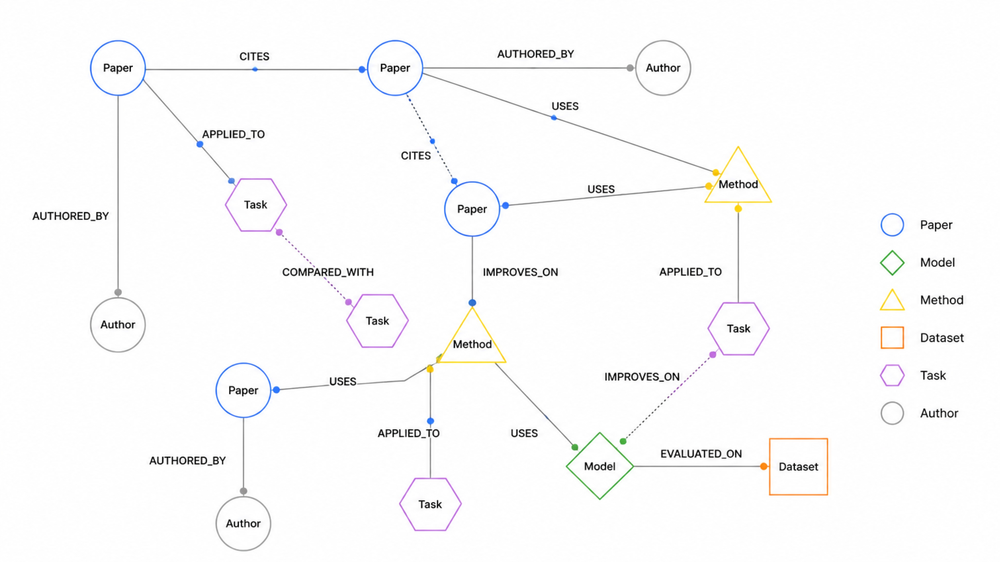 CITES
AUTHORED_BY
Paper
Paper
Author
USES
APPLIED_TO
CITES
Method
USES
Task
Paper
AUTHORED_BY
Paper
Model
COMPARED_WITH
IMPROVES_ON
APPLIED_TO
Method
Task
Author
Method
Task
Dataset
IMPROVES_ON
Task
USES
Paper
Author
APPLIED_TO
USES
EVALUATED_ON
AUTHORED_BY
Model
Dataset
Task
Author